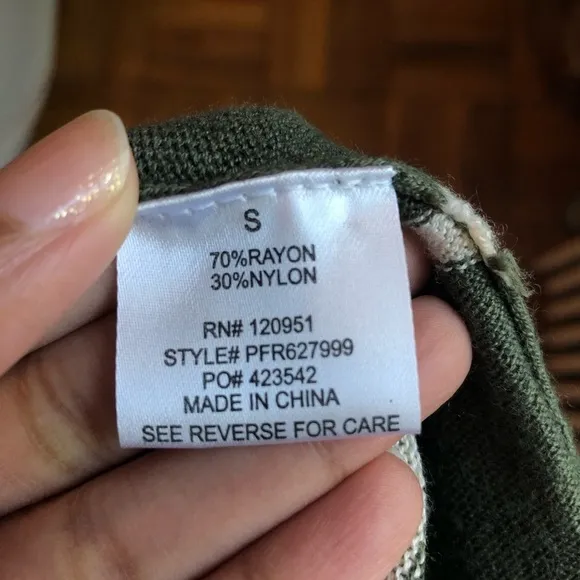 S
70%RAYON
30%NYLON
RN# 120951
STYLE# PFR627999
PO# 423542
MADE IN CHINA
SEE REVERSE FOR CARE